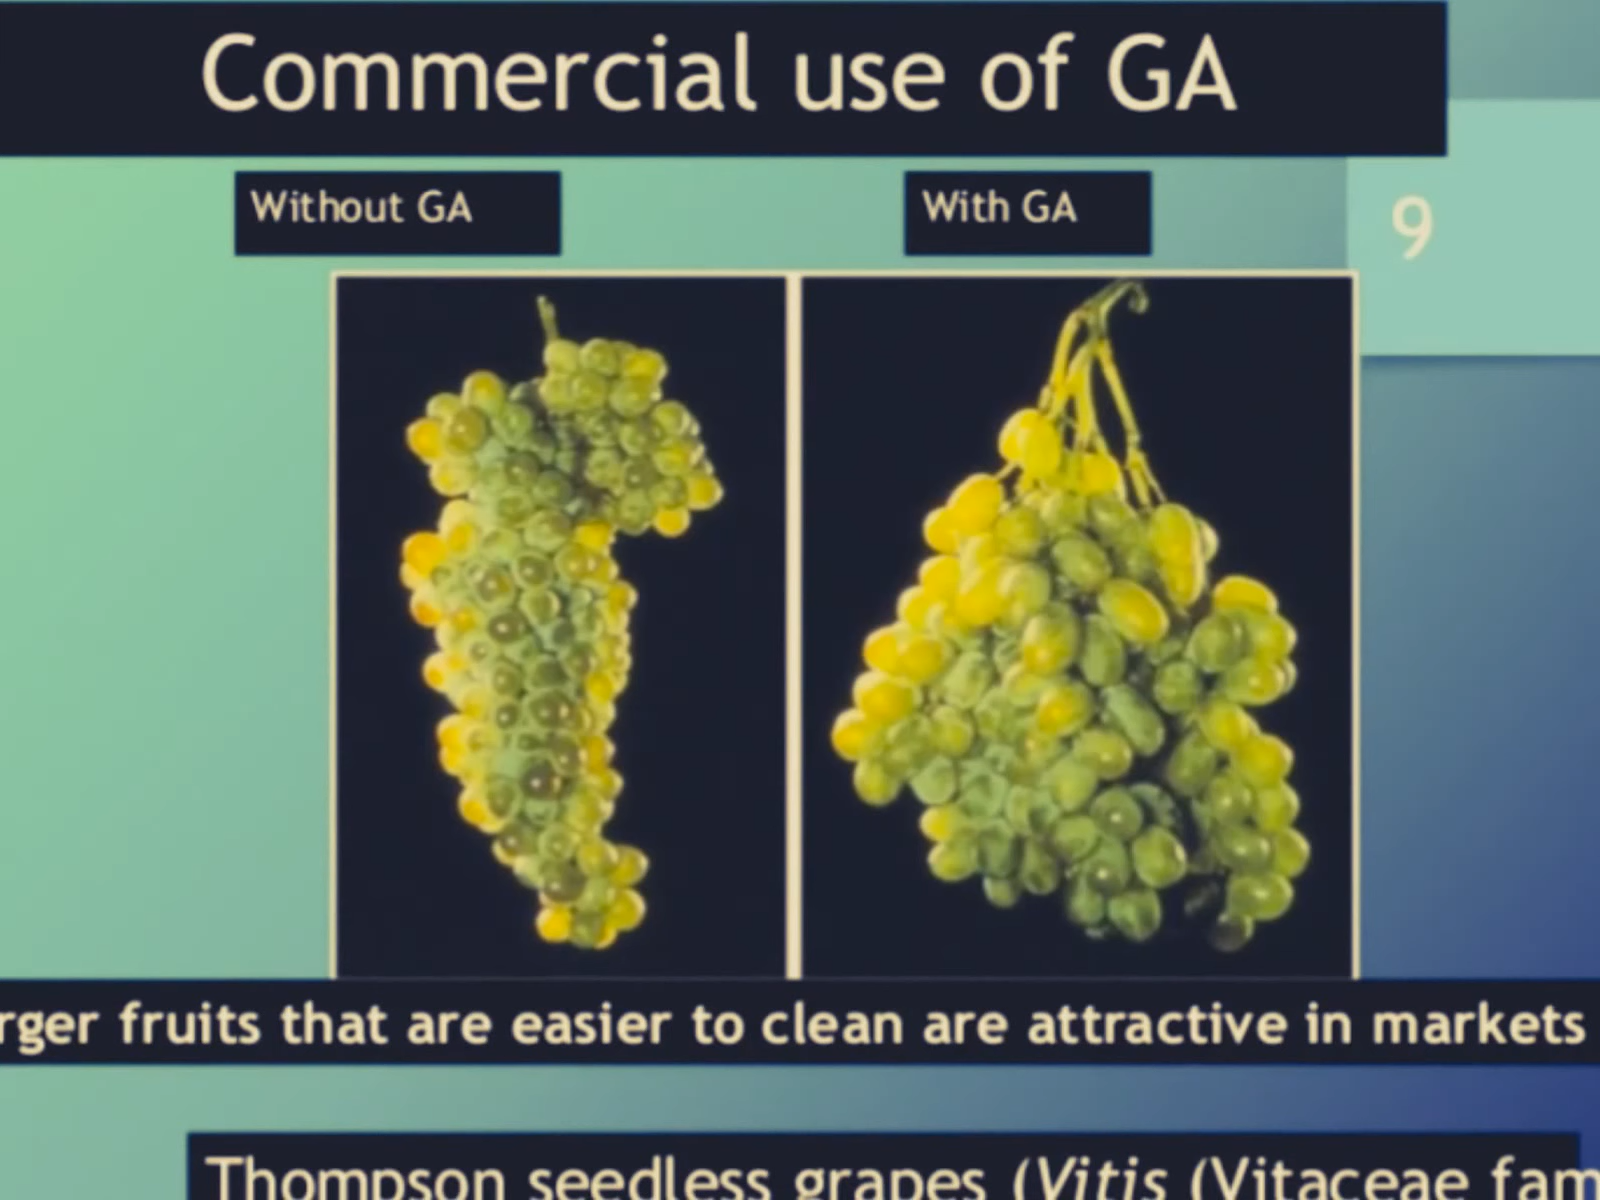 Commercial use of GA
Without GA
With GA
9
rger fruits that are easier to clean are attractive in markets
Thompson seedless grapes (Vitis (Vitaceae fam